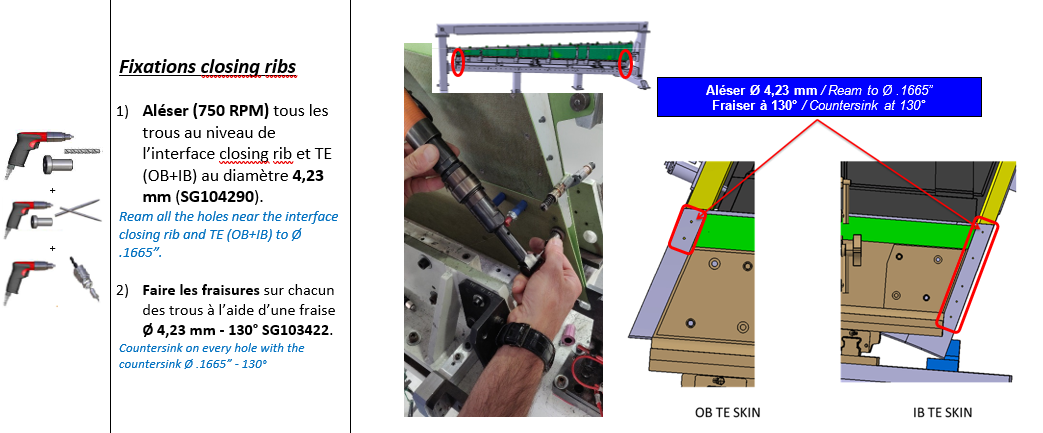 Fixations closing ribs
1) Aléser (750 RPM) tous les
trous au niveau de
l’interface closing rib et TE
(OB+IB) au diamètre 4,23
mm (SG104290).
Ream all the holes near the interface
closing rib and TE (OB+IB) to Ø
.1665”.
2) Faire les fraisures sur chacun
des trous à l’aide d’une fraise
Ø 4,23 mm - 130° SG103422.
Countersink on every hole with the
countersink Ø .1665” - 130°
+
+
Aléser Ø 4,23 mm / Ream to Ø .1665”
Fraiser à 130° / Countersink at 130°
OB TE SKIN
IB TE SKIN